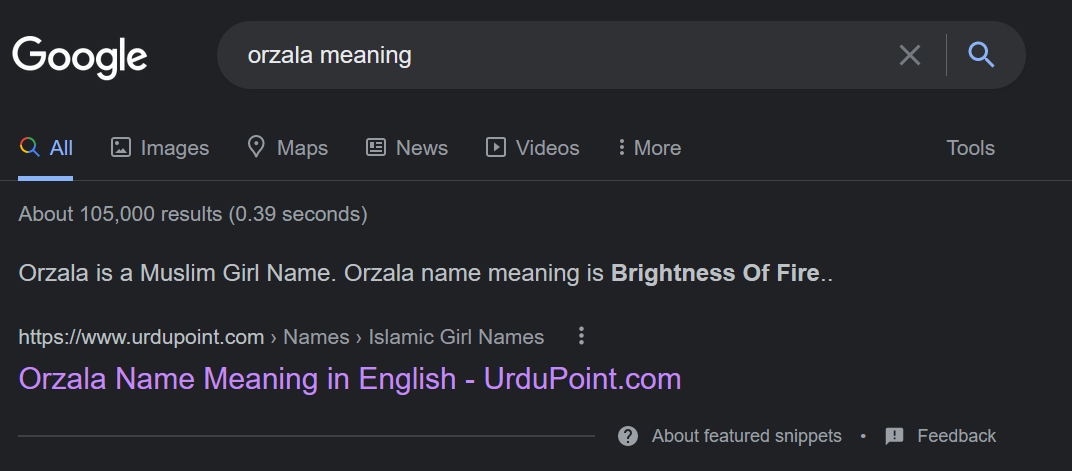 Google
orzala meaning
All Images Maps News Videos More Tools
About 105,000 results (0.39 seconds)
Orzala is a Muslim Girl Name. Orzala name meaning is Brightness Of Fire..
https://www.urdupoint.com › Names › Islamic Girl Names
Orzala Name Meaning in English - UrduPoint.com
About featured snippets • Feedback